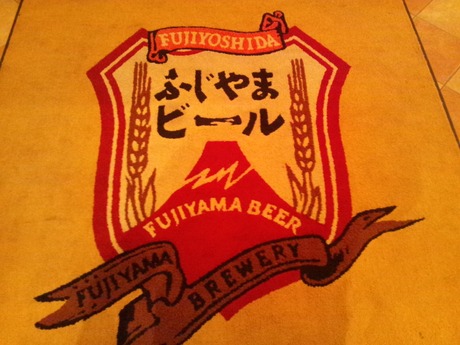 FUJIYOSHIDA
ふじやま
ビール
FUJIYAMA BEER
FUJIYAMA BREWERY